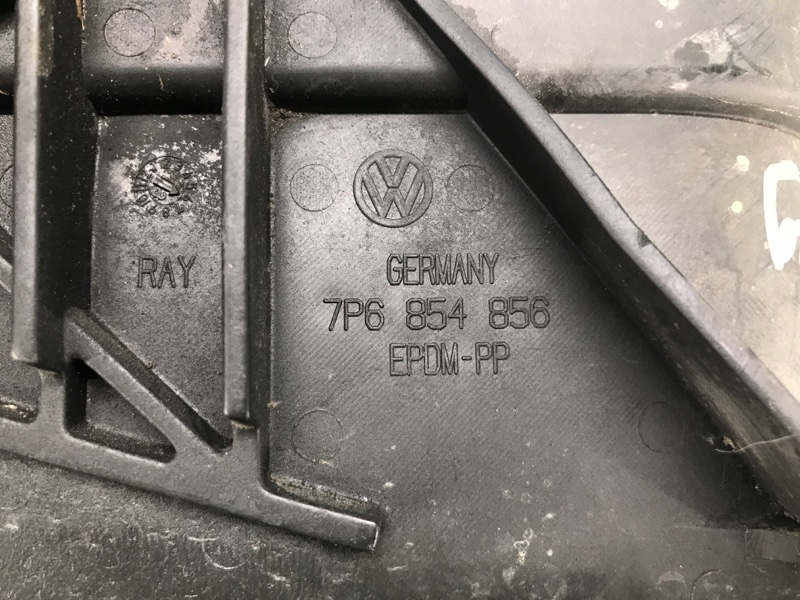 RAY
GERMANY
7P6 854 856
EPDM-PP